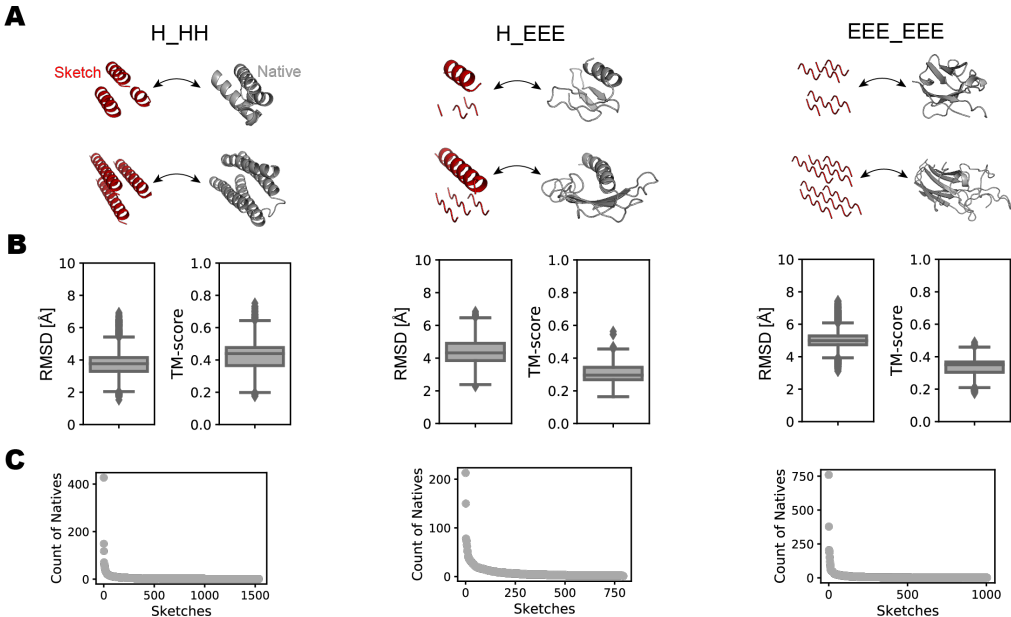 A
H_HH
H_EEE
EEE_EEE
Sketch
Native
B
RMSD [Å]
10
8
6
4
2
0
TM-score
1.0
0.8
0.6
0.4
0.2
0.0
RMSD [Å]
10
8
6
4
2
0
TM-score
1.0
0.8
0.6
0.4
0.2
0.0
RMSD [Å]
10
8
6
4
2
0
TM-score
1.0
0.8
0.6
0.4
0.2
0.0
C
Count of Natives
400
200
0
0 500 1000 1500
Sketches
Count of Natives
200
100
0
0 250 500 750
Sketches
Count of Natives
750
500
250
0
0 500 1000
Sketches